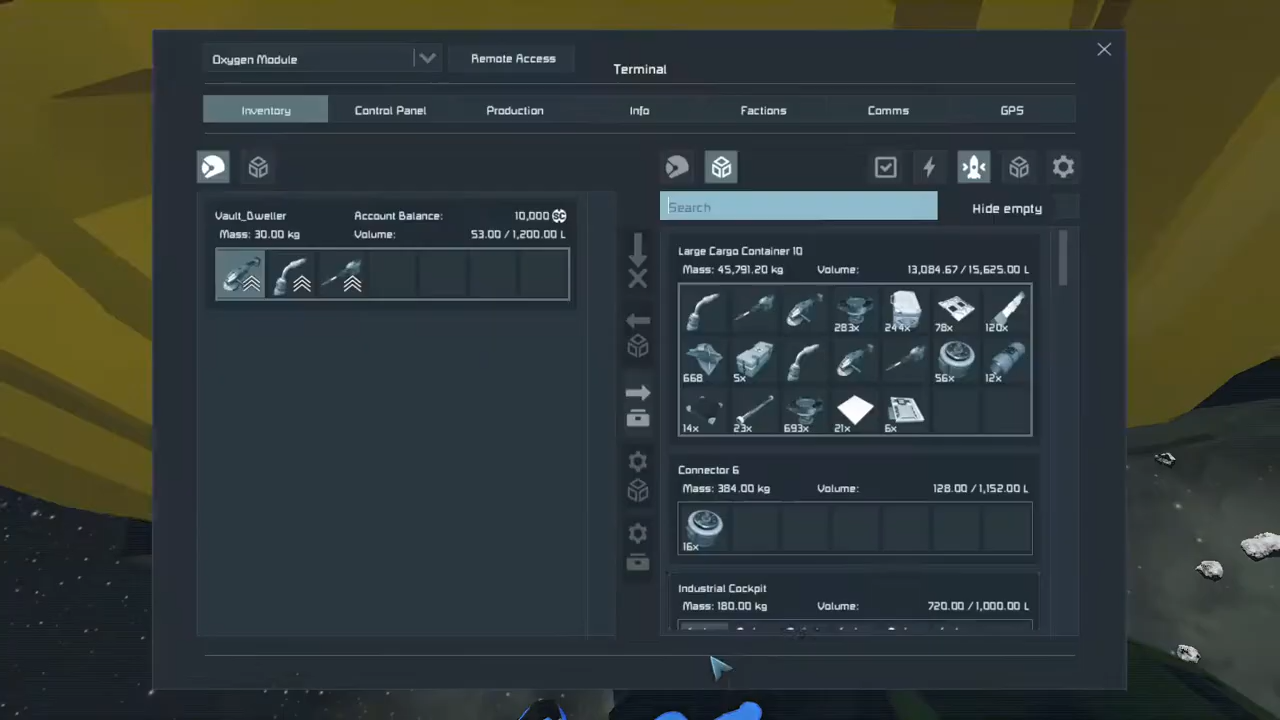 Oxygen Module
Remote Access
Terminal
Inventory
Control Panel
Production
Info
Factions
Comms
GPS
Vault_Dweller
Account Balance:
10,000 SC
Mass: 30.00 kg
Volume:
53.00 / 1,200.00 L
Search
Hide empty
Large Cargo Container 10
Mass: 45,791.20 kg
Volume:
13,084.67 / 15,625.00 L
283x
244x
78x
120x
668
5x
56x
12x
14x
23x
693x
21x
6x
Connector 6
Mass: 384.00 kg
Volume:
128.00 / 1,152.00 L
16x
Industrial Cockpit
Mass: 180.00 kg
Volume:
720.00 / 1,000.00 L